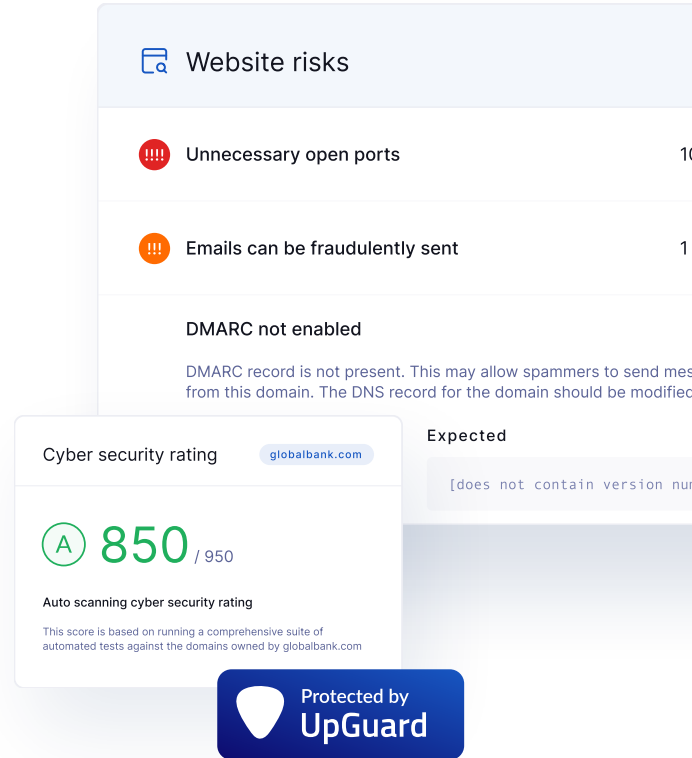 Website risks
!!!! Unnecessary open ports 10
!!! Emails can be fraudulently sent 1
DMARC not enabled
DMARC record is not present. This may allow spammers to send mes
from this domain. The DNS record for the domain should be modified
Expected
[does not contain version num
Cyber security rating globalbank.com
A 850 / 950
Auto scanning cyber security rating
This score is based on running a comprehensive suite of
automated tests against the domains owned by globalbank.com
Protected by
UpGuard